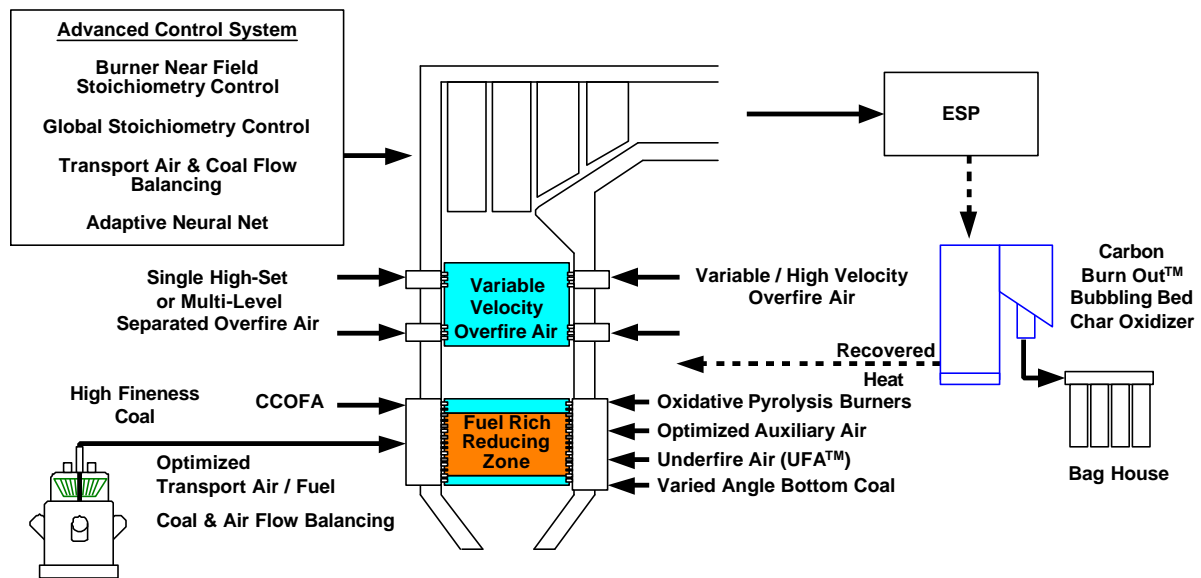 Advanced Control System
Burner Near Field
Stoichiometry Control
Global Stoichiometry Control
Transport Air & Coal Flow
Balancing
Adaptive Neural Net
ESP
Single High-Set
or Multi-Level
Separated Overfire Air
Variable
Velocity
Overfire Air
Variable / High Velocity
Overfire Air
Carbon
Burn Out™
Bubbling Bed
Char Oxidizer
Recovered
Heat
High Fineness
Coal
CCOFA
Fuel Rich
Reducing
Zone
Oxidative Pyrolysis Burners
Optimized Auxiliary Air
Underfire Air (UFA™)
Varied Angle Bottom Coal
Optimized
Transport Air / Fuel
Coal & Air Flow Balancing
Bag House